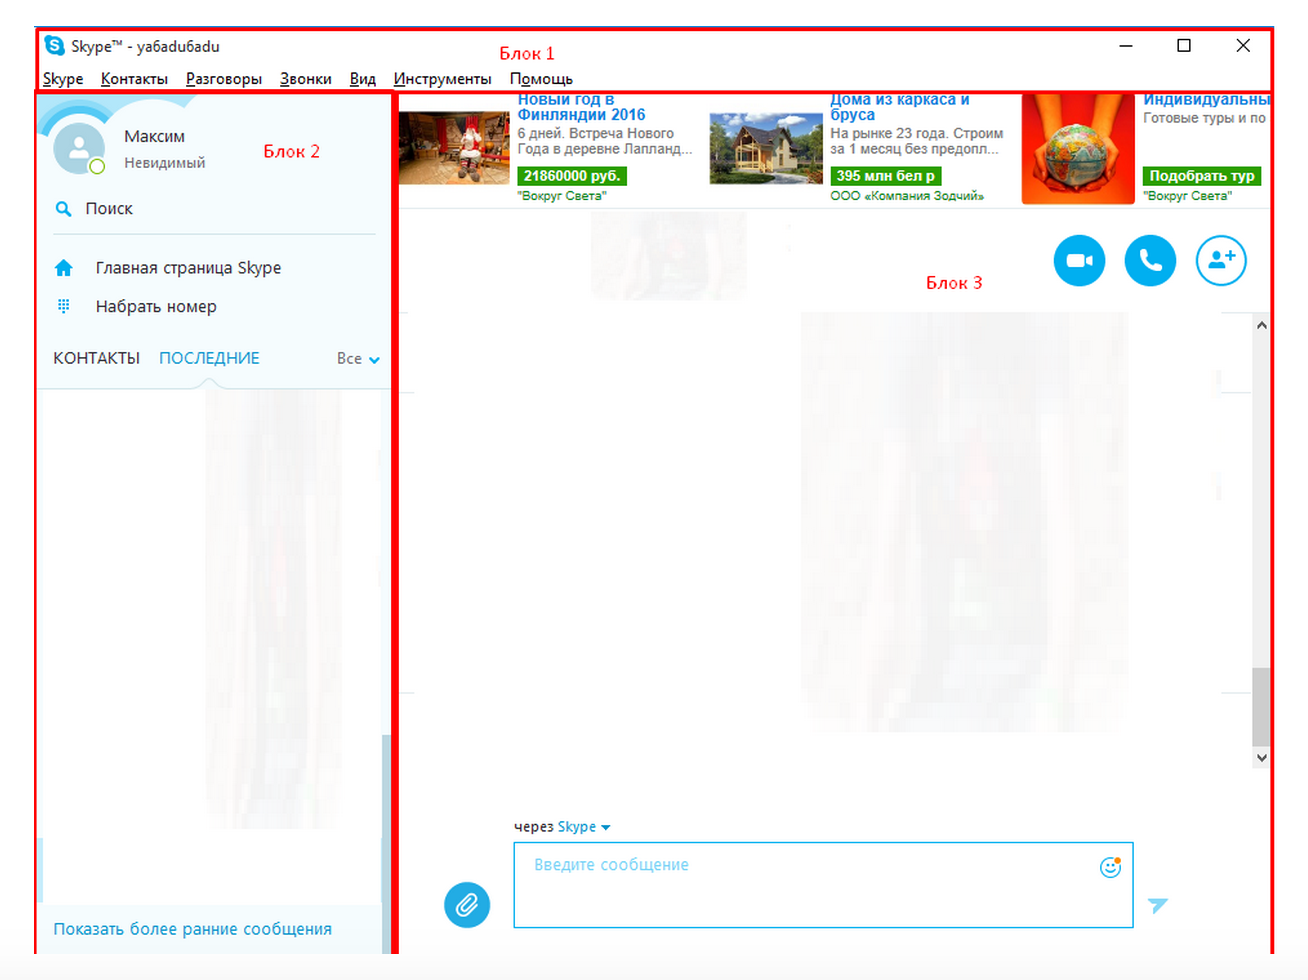 Skype™ - yaбaduбadu
Блок 1
Skype Контакты Разговоры Звонки Вид Инструменты Помощь
Максим
Невидимый
Блок 2
Поиск
Главная страница Skype
Набрать номер
КОНТАКТЫ ПОСЛЕДНИЕ Все
Показать более ранние сообщения
Новый год в
Финляндии 2016
6 дней. Встреча Нового
Года в деревне Лапланд...
21860000 руб.
"Вокруг Света"
Дома из каркаса и
бруса
На рынке 23 года. Строим
за 1 месяц без предопл...
395 млн бел р
ООО «Компания Зодчий»
Индивидуальны
Готовые туры и по
Подобрать тур
"Вокруг Света"
Блок 3
через Skype
Введите сообщение